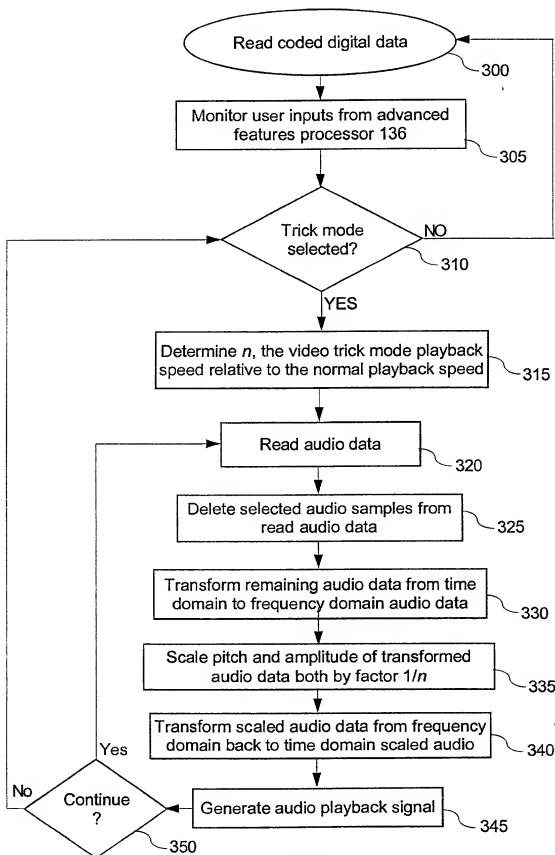 Read coded digital data
300
Monitor user inputs from advanced
features processor 136
305
Trick mode
selected?
NO
310
YES
Determine n, the video trick mode playback
speed relative to the normal playback speed
315
Read audio data
320
Delete selected audio samples from
read audio data
325
Transform remaining audio data from time
domain to frequency domain audio data
330
Scale pitch and amplitude of transformed
audio data both by factor 1/n
335
Transform scaled audio data from frequency
domain back to time domain scaled audio
340
Yes
No
Continue
?
Generate audio playback signal
345
350